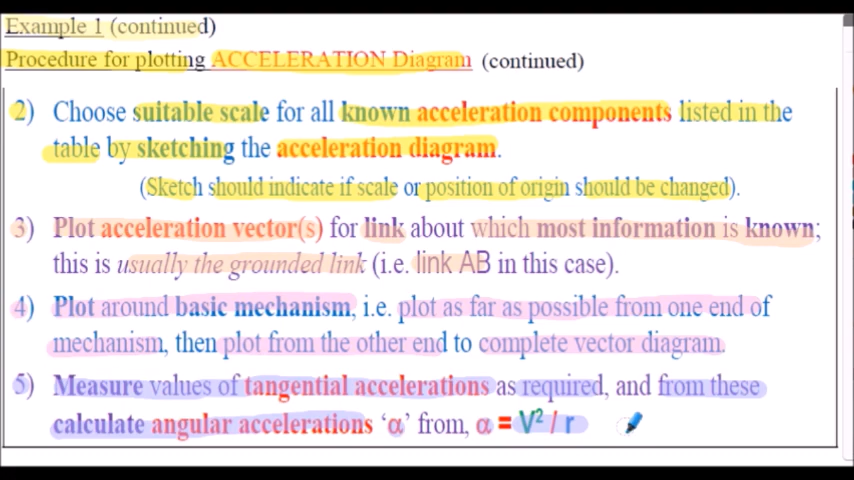 Example 1 (continued)
Procedure for plotting ACCELERATION Diagram (continued)
2) Choose suitable scale for all known acceleration components listed in the
table by sketching the acceleration diagram.
(Sketch should indicate if scale or position of origin should be changed).
3) Plot acceleration vector(s) for link about which most information is known;
this is usually the grounded link (i.e. link AB in this case).
4) Plot around basic mechanism, i.e. plot as far as possible from one end of
mechanism, then plot from the other end to complete vector diagram.
5) Measure values of tangential accelerations as required, and from these
calculate angular accelerations ‘α’ from, α = V² / r